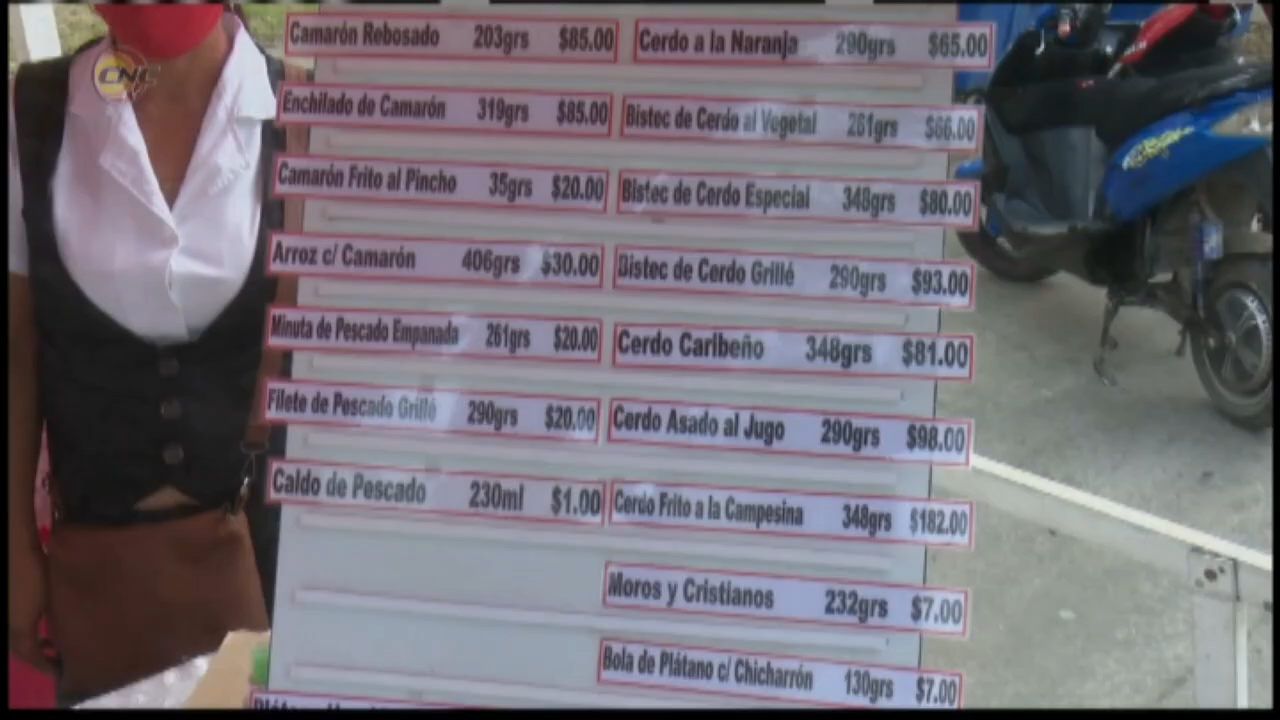 CNC
Camarón Rebosado 203grs $85.00
Enchilado de Camarón 319grs $85.00
Camarón Frito al Pincho 35grs $20.00
Arroz c/ Camarón 406grs $30.00
Minuta de Pescado Empanada 261grs $20.00
Filete de Pescado Grillé 290grs $20.00
Caldo de Pescado 230ml $1.00
Cerdo a la Naranja 290grs $65.00
Bistec de Cerdo al Vegetal 261grs $66.00
Bistec de Cerdo Especial 348grs $80.00
Bistec de Cerdo Grillé 290grs $93.00
Cerdo Caribeño 348grs $81.00
Cerdo Asado al Jugo 290grs $98.00
Cerdo Frito a la Campesina 348grs $182.00
Moros y Cristianos 232grs $7.00
Bola de Plátano c/ Chicharrón 130grs $7.00